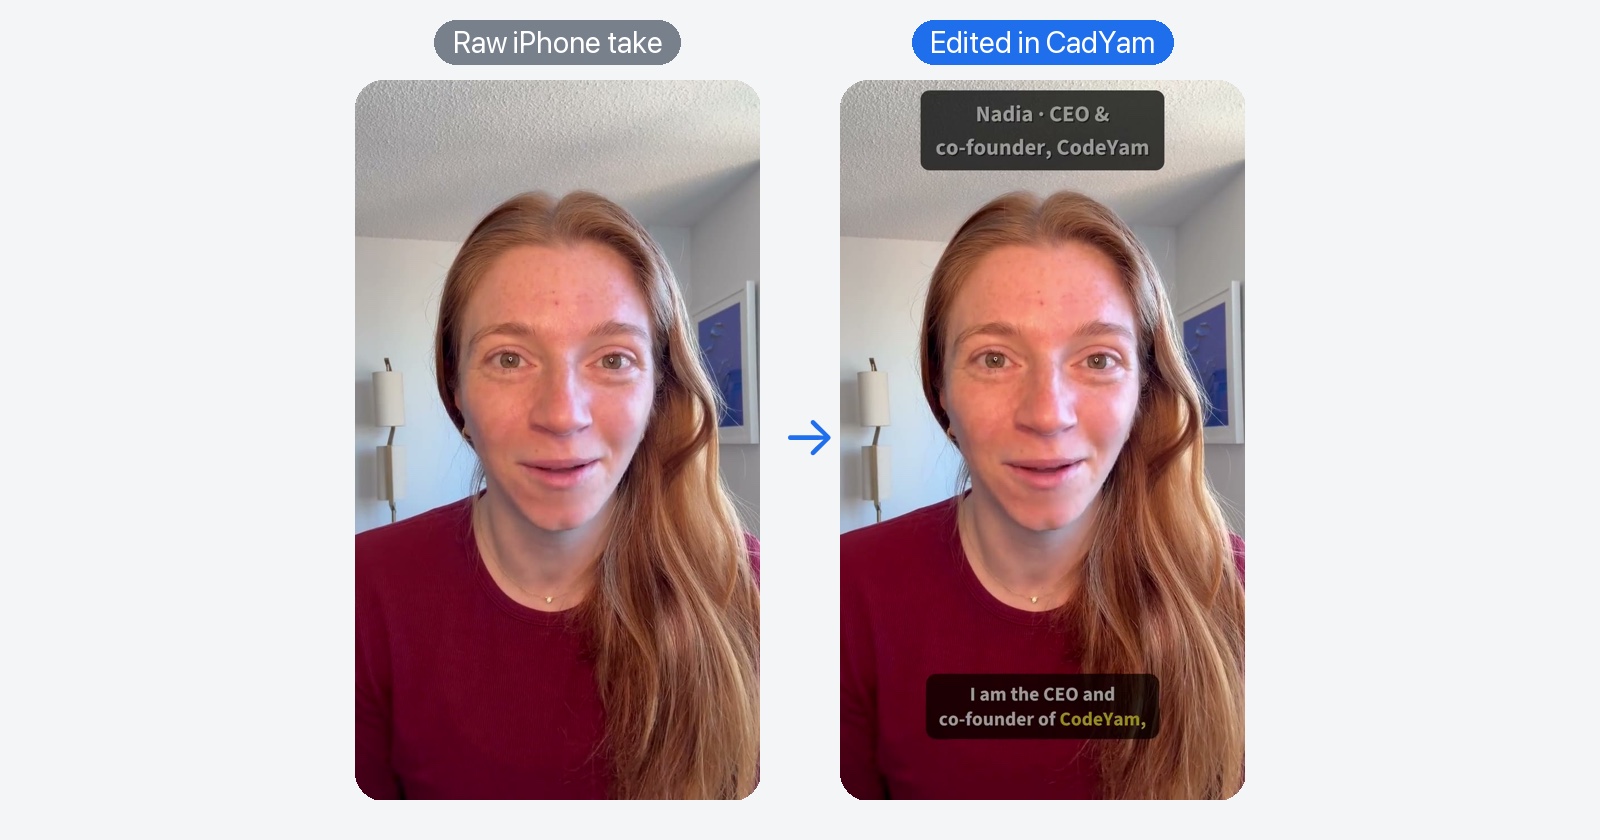 Raw iPhone take
Edited in CadYam
Nadia · CEO &
co-founder, CodeYam
I am the CEO and
co-founder of CodeYam,